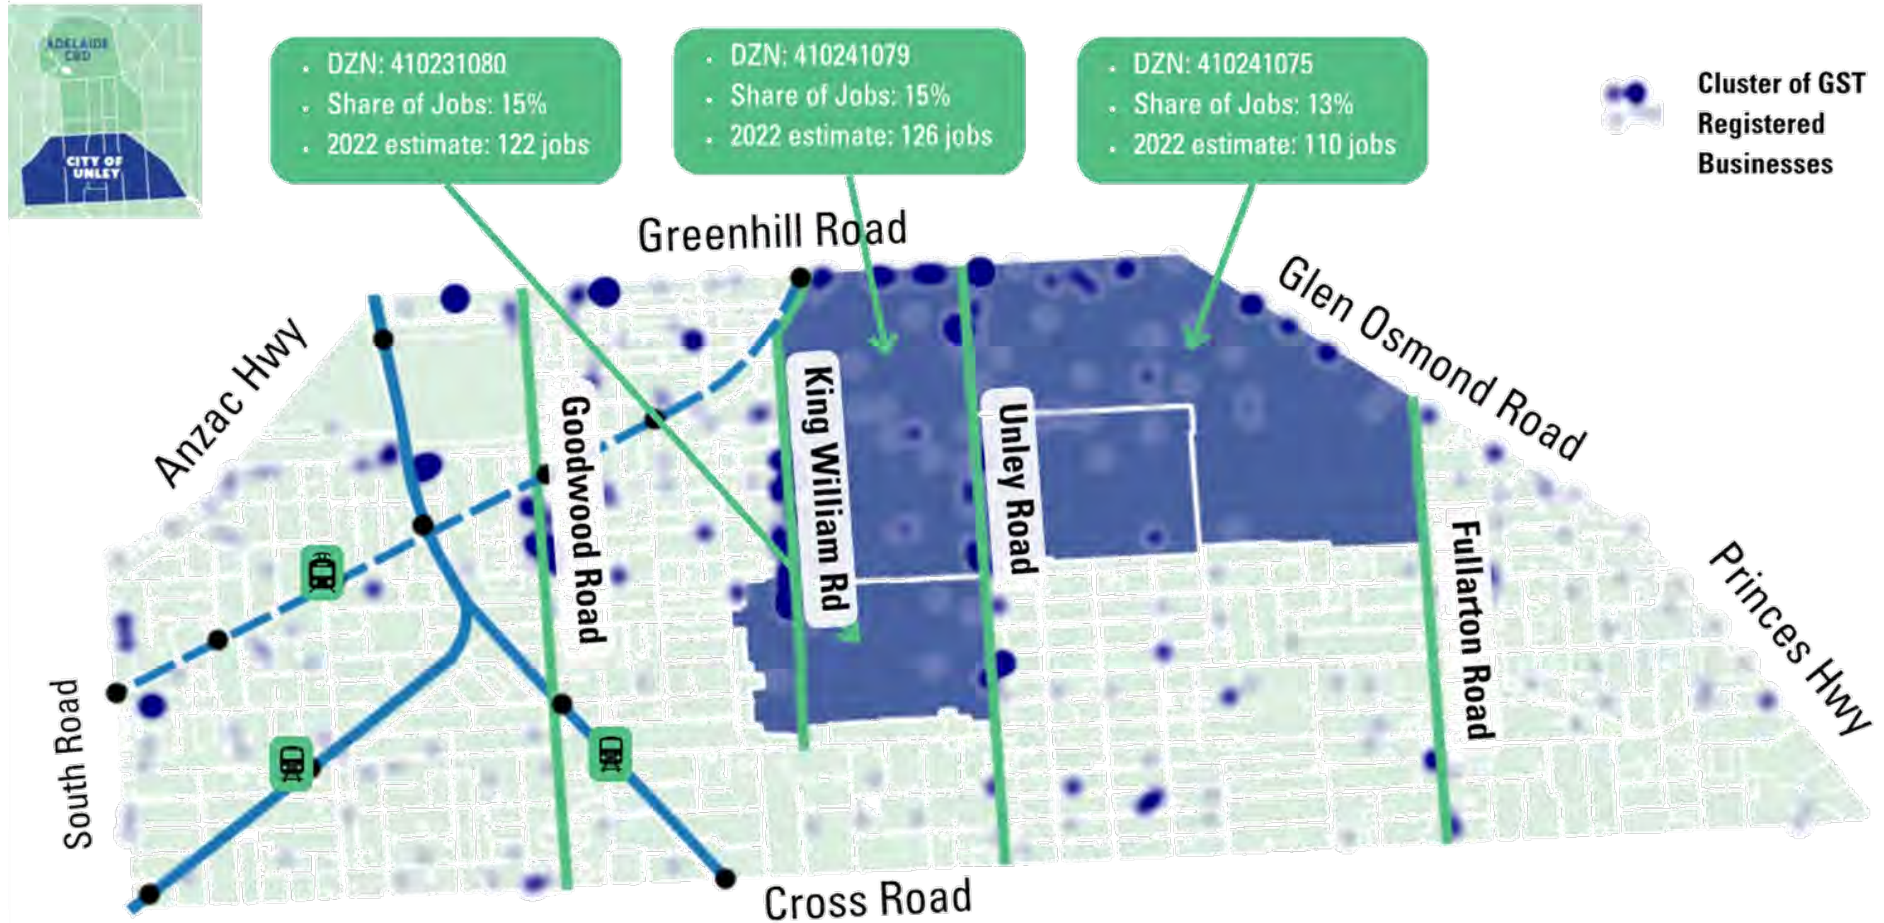 ADELAIDE
CBD
CITY OF
UNLEY
• DZN: 410231080
• Share of Jobs: 15%
• 2022 estimate: 122 jobs
• DZN: 410241079
• Share of Jobs: 15%
• 2022 estimate: 126 jobs
• DZN: 410241075
• Share of Jobs: 13%
• 2022 estimate: 110 jobs
Cluster of GST
Registered
Businesses
Greenhill Road
Glen Osmond Road
Anzac Hwy
Goodwood Road
King William Rd
Unley Road
Fullarton Road
Princes Hwy
South Road
Cross Road